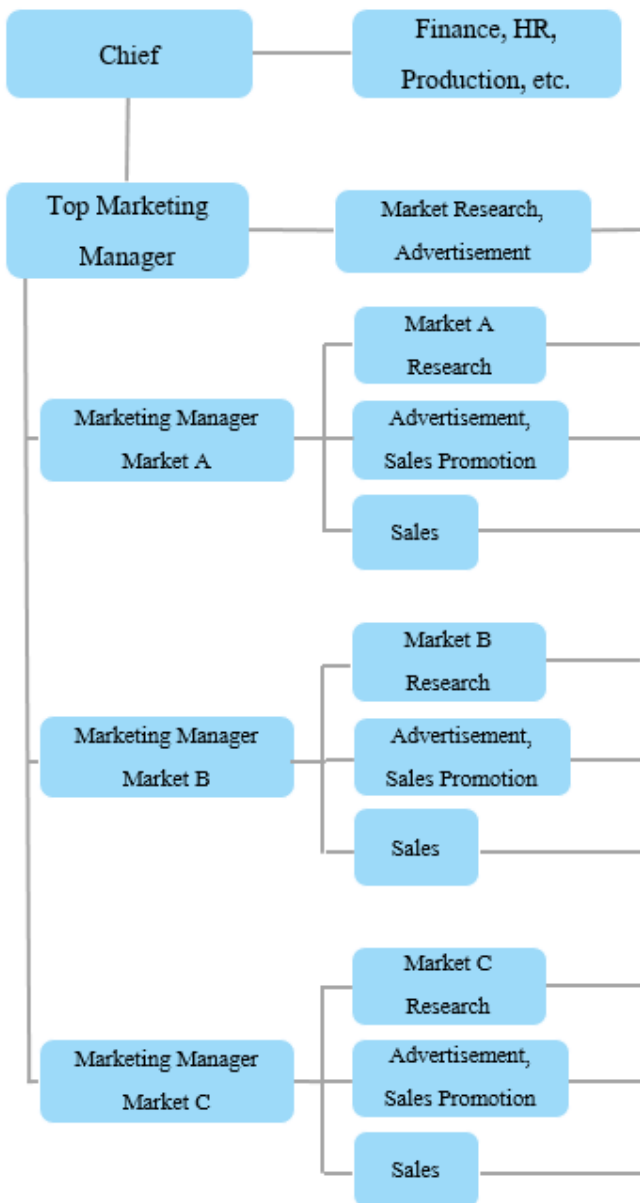 Chief
Finance, HR,
Production, etc.
Top Marketing
Manager
Market Research,
Advertisement
Market A
Research
Marketing Manager
Market A
Advertisement,
Sales Promotion
Sales
Market B
Research
Marketing Manager
Market B
Advertisement,
Sales Promotion
Sales
Market C
Research
Marketing Manager
Market C
Advertisement,
Sales Promotion
Sales